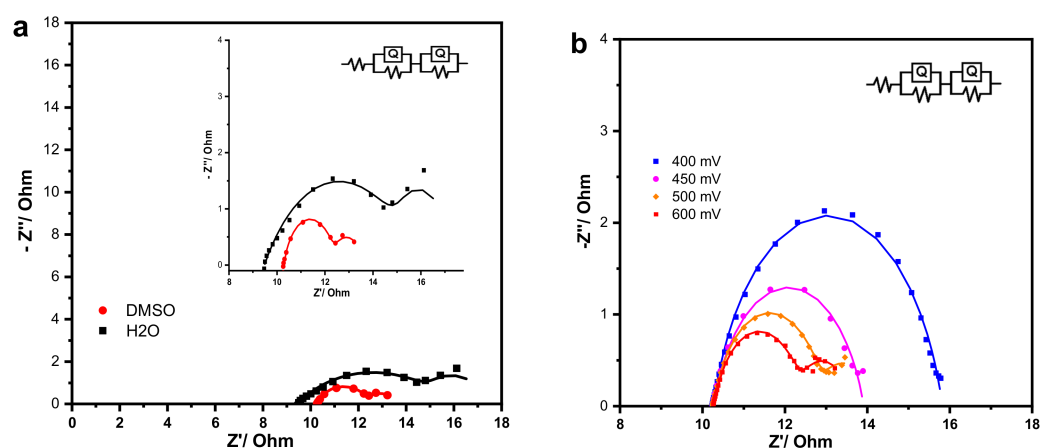 a
18
16
14
12
10
8
6
4
2
0
- Z''/ Ohm
0 2 4 6 8 10 12 14 16 18
Z'/ Ohm
DMSO
H2O
4
3
2
1
0
- Z''/ Ohm
8 10 12 14 16
Z'/ Ohm
Q Q
b
4
3
2
1
0
-Z''/ Ohm
8 10 12 14 16 18
Z'/ Ohm
400 mV
450 mV
500 mV
600 mV
Q Q